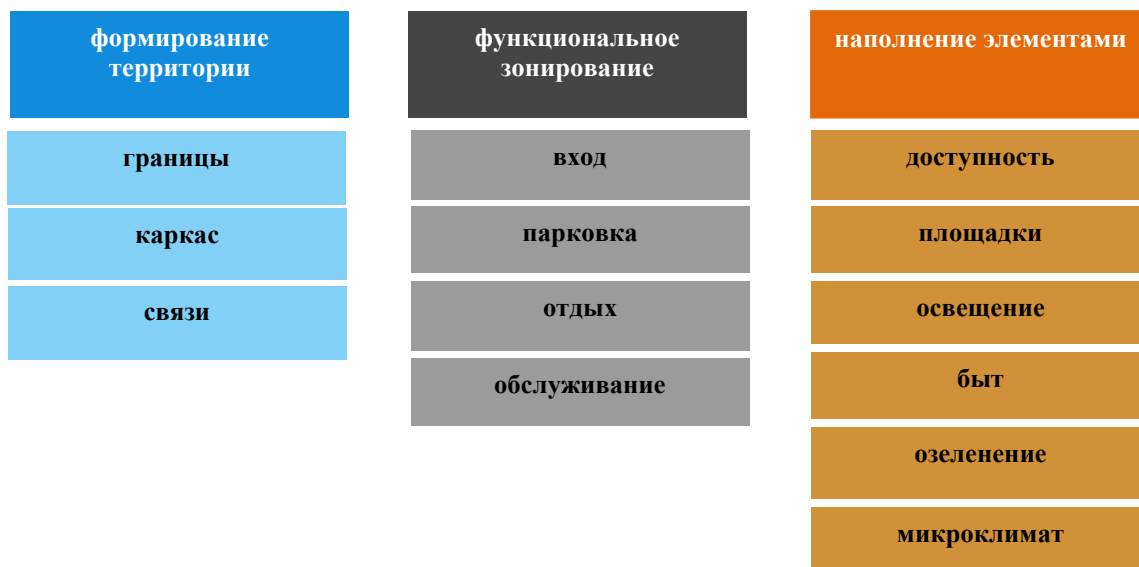 формирование
территории
границы
каркас
связи
функциональное
зонирование
вход
парковка
отдых
обслуживание
наполнение элементами
доступность
площадки
освещение
быт
озеленение
микроклимат